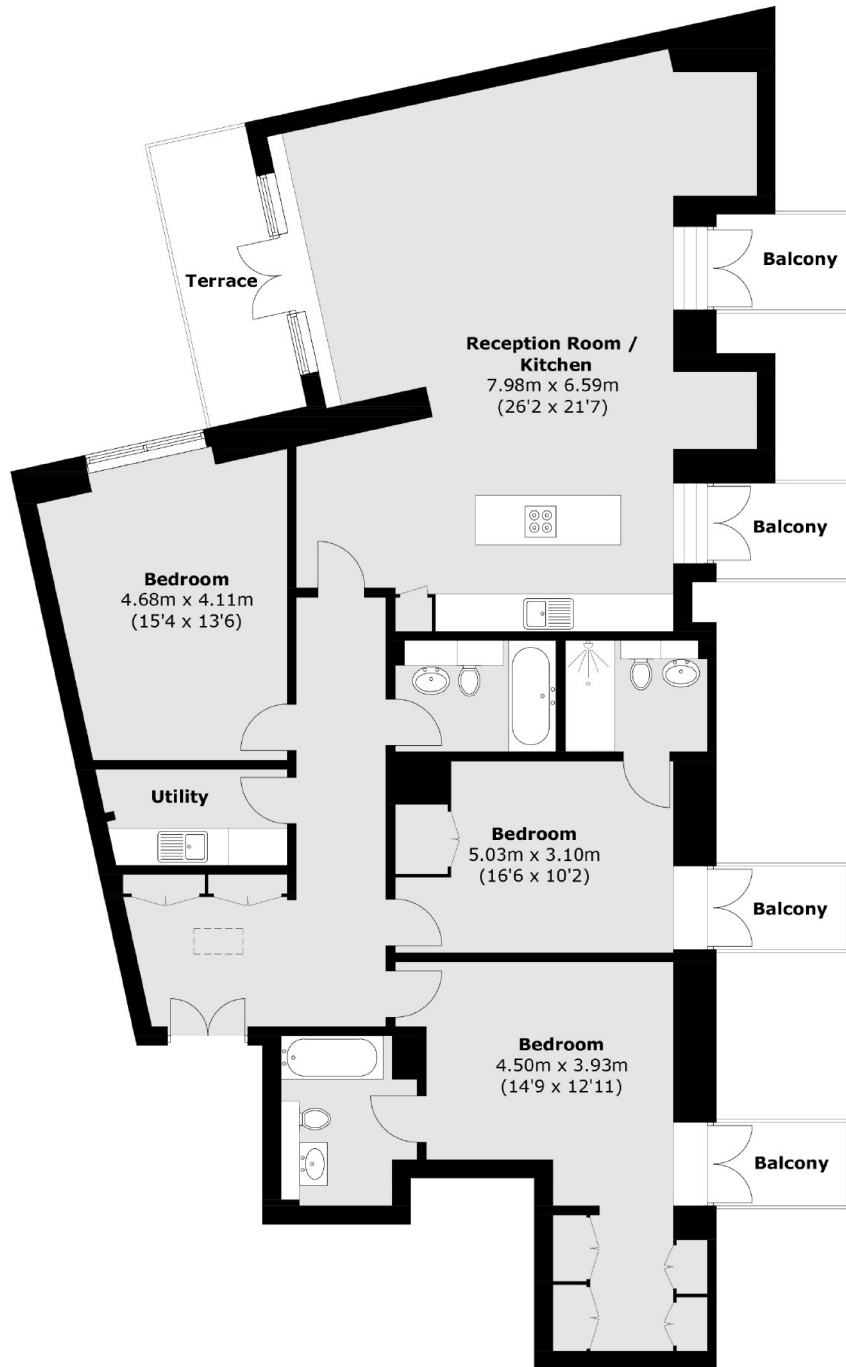 Terrace
Balcony
Reception Room /
Kitchen
7.98m x 6.59m
(26'2 x 21'7)
Balcony
Bedroom
4.68m x 4.11m
(15'4 x 13'6)
Utility
Bedroom
5.03m x 3.10m
(16'6 x 10'2)
Balcony
Bedroom
4.50m x 3.93m
(14'9 x 12'11)
Balcony